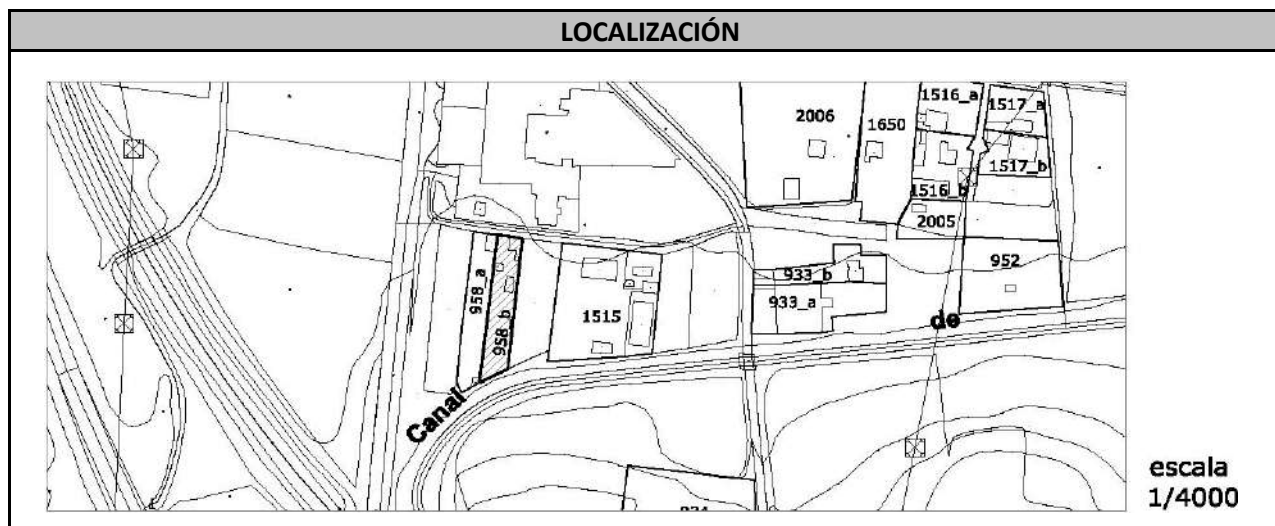 LOCALIZACIÓN
1516_a
1517_a
2006
1650
1517_b
1516_b
2005
952
933_b
933_a
958_a
958_b
1515
de
Canal
escala
1/4000